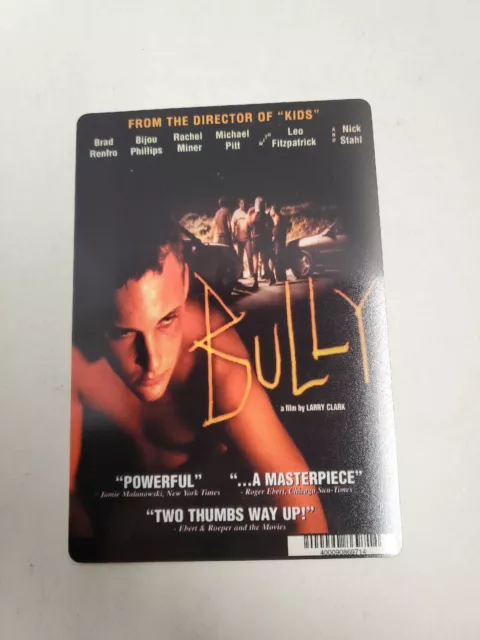 FROM THE DIRECTOR OF "KIDS"
Brad Renfro
Bijou Phillips
Rachel Miner
Michael Pitt
WITH Leo Fitzpatrick
AND Nick Stahl
BULLY
a film by LARRY CLARK
"POWERFUL"
- Jamie Malanowski, New York Times
"...A MASTERPIECE"
- Roger Ebert, Chicago Sun-Times
"TWO THUMBS WAY UP!"
- Ebert & Roeper and the Movies